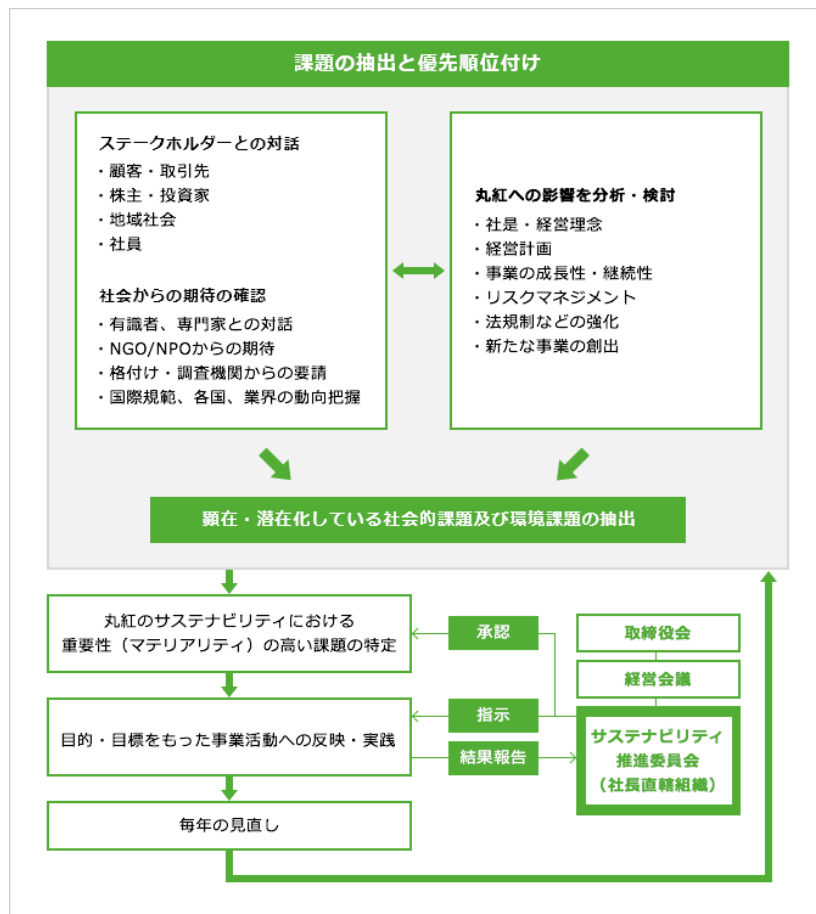 課題の抽出と優先順位付け
ステークホルダーとの対話
・顧客・取引先
・株主・投資家
・地域社会
・社員
社会からの期待の確認
・有識者、専門家との対話
・NGO/NPOからの期待
・格付け・調査機関からの要請
・国際規範、各国、業界の動向把握
丸紅への影響を分析・検討
・社是・経営理念
・経営計画
・事業の成長性・継続性
・リスクマネジメント
・法規制などの強化
・新たな事業の創出
顕在・潜在化している社会的課題及び環境課題の抽出
丸紅のサステナビリティにおける
重要性（マテリアリティ）の高い課題の特定
承認
取締役会
経営会議
目的・目標をもった事業活動への反映・実践
指示
結果報告
サステナビリティ
推進委員会
（社長直轄組織）
毎年の見直し